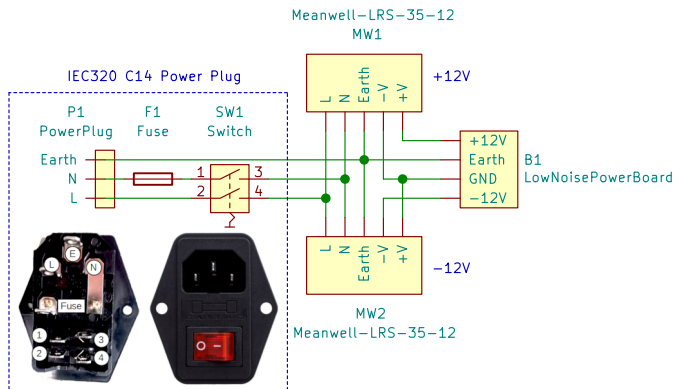 Meanwell-LRS-35-12
MW1
IEC320 C14 Power Plug
+12V
L
N
Earth
-V
+V
P1
PowerPlug
F1
Fuse
SW1
Switch
+12V
Earth
Earth
B1
N
1
3
GND
LowNoisePowerBoard
L
2
4
-12V
L
N
Earth
-V
+V
-12V
E
L
N
Fuse
1
3
2
4
MW2
Meanwell-LRS-35-12